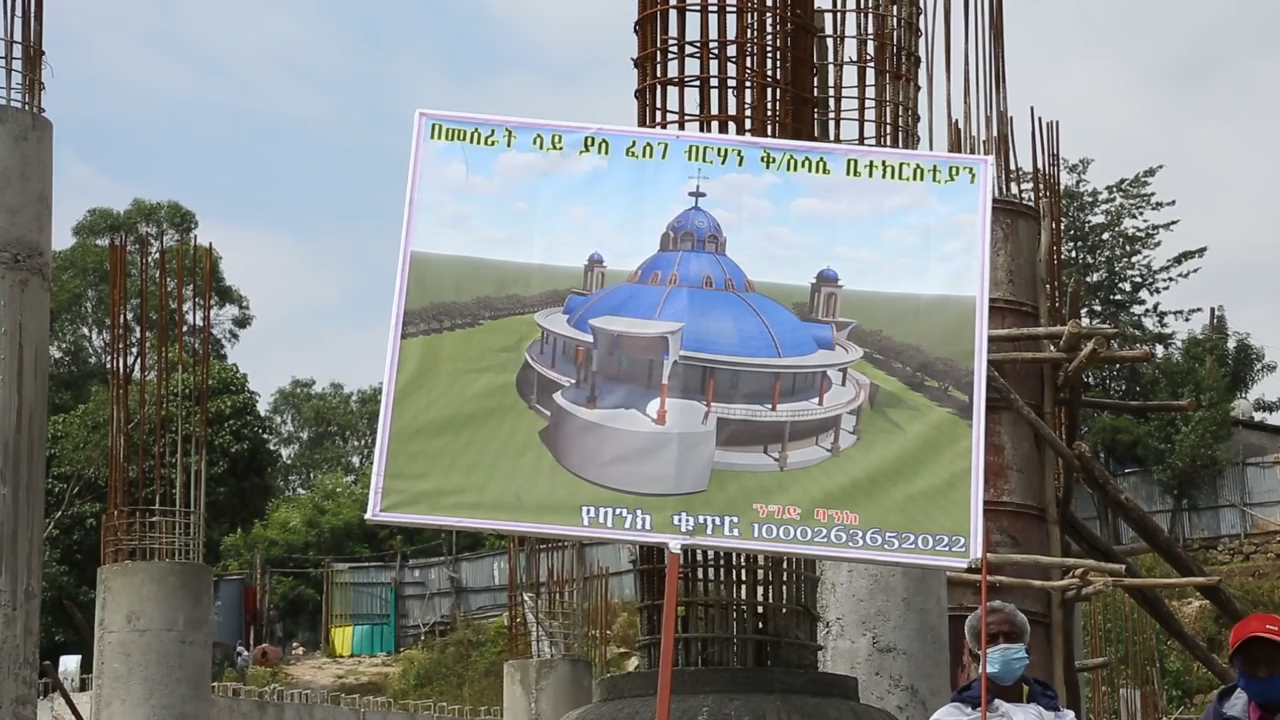 በመሰራት ላይ ያለ ፈለገ ብርሃን ቅ/ስላሴ ቤተክርስቲያን
ንግድ ባንክ
የባንክ ቁጥር 1000263652022